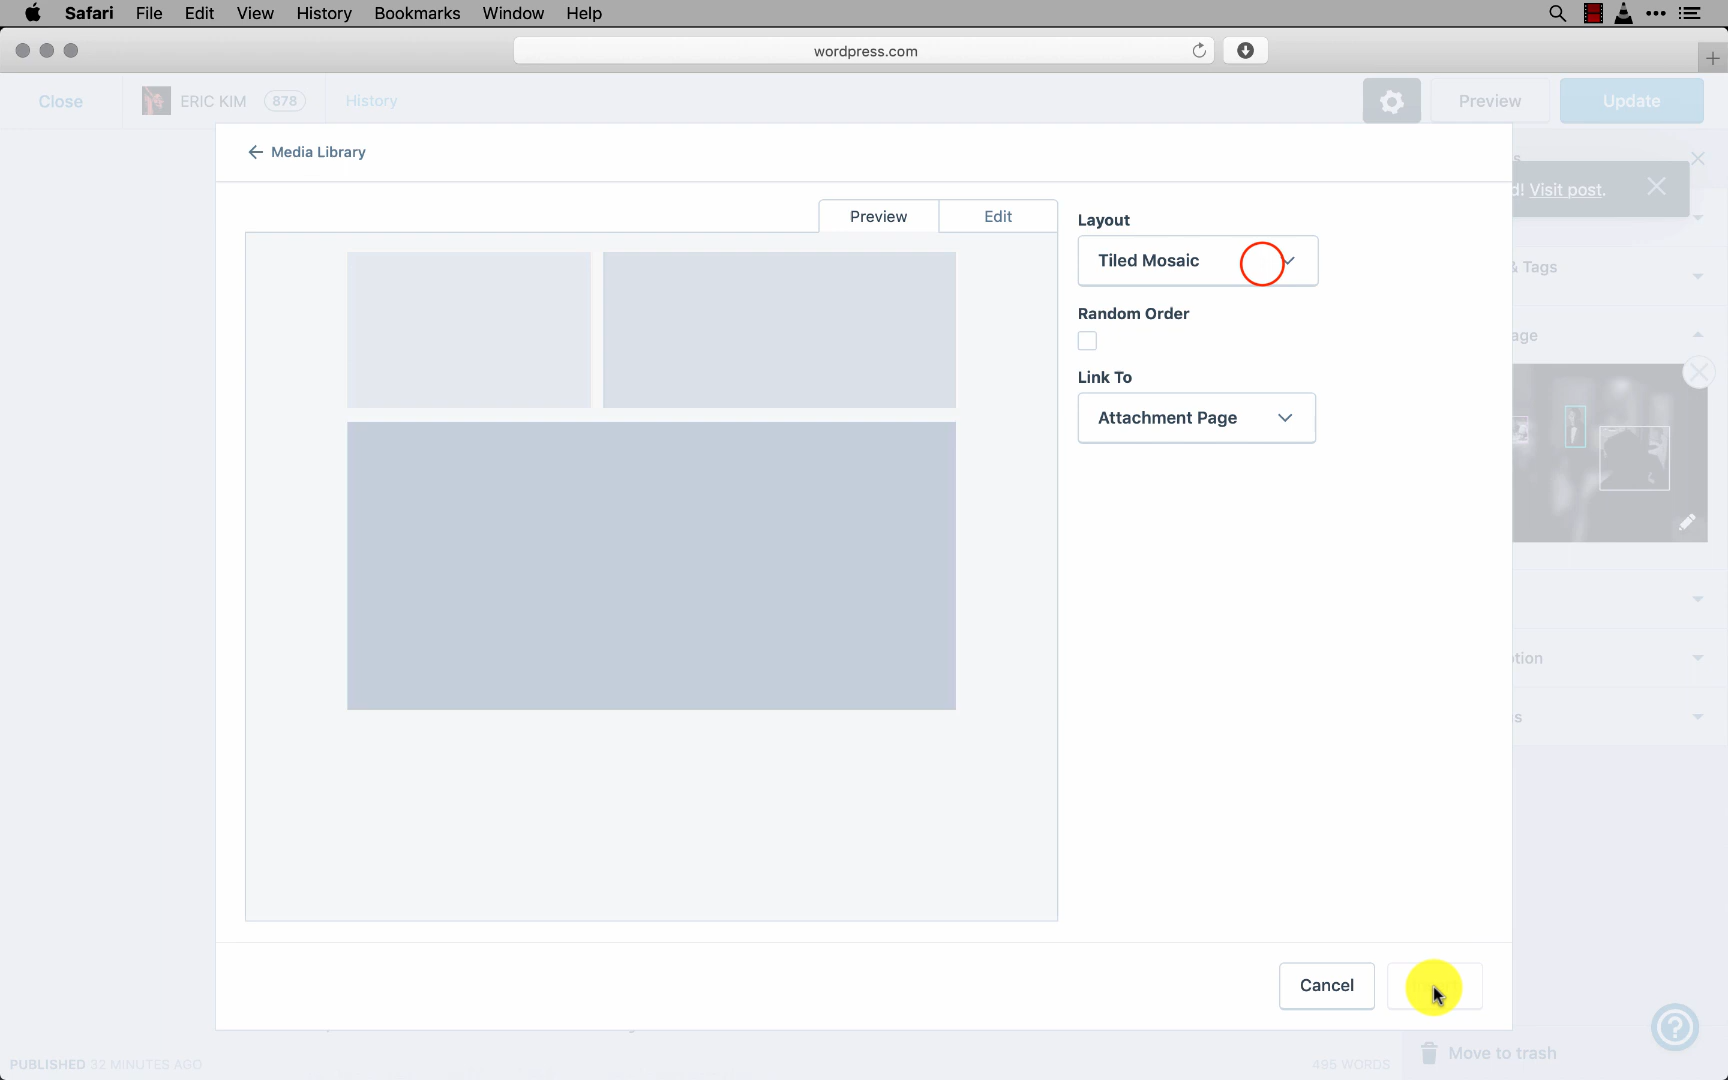 Safari File Edit View History Bookmarks Window Help
wordpress.com
Close ERIC KIM 878 History Preview Update
Media Library
d! Visit post.
Preview Edit
Layout
Tiled Mosaic
& Tags
Random Order
age
Link To
Attachment Page
tion
s
Cancel
PUBLISHED 32 MINUTES AGO
495 WORDS
Move to trash